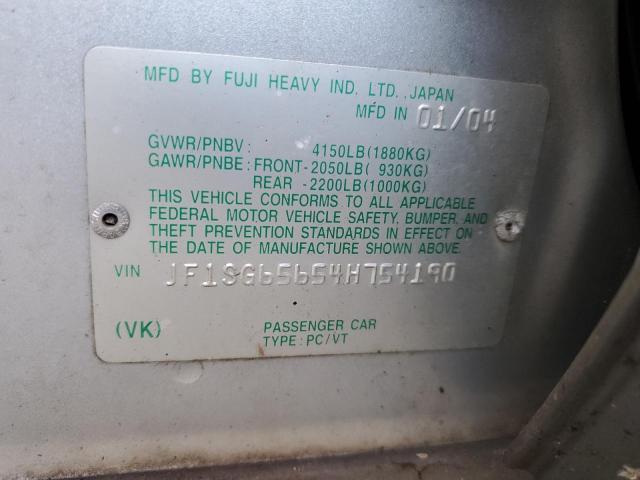 MFD BY FUJI HEAVY IND. LTD., JAPAN
MFD IN 01/04
GVWR/PNBV: 4150LB(1880KG)
GAWR/PNBE: FRONT-2050LB( 930KG)
REAR -2200LB(1000KG)
THIS VEHICLE CONFORMS TO ALL APPLICABLE
FEDERAL MOTOR VEHICLE SAFETY, BUMPER, AND
THEFT PREVENTION STANDARDS IN EFFECT ON
THE DATE OF MANUFACTURE SHOWN ABOVE.
VIN JF1SG65654H754190
(VK) PASSENGER CAR
TYPE: PC/VT